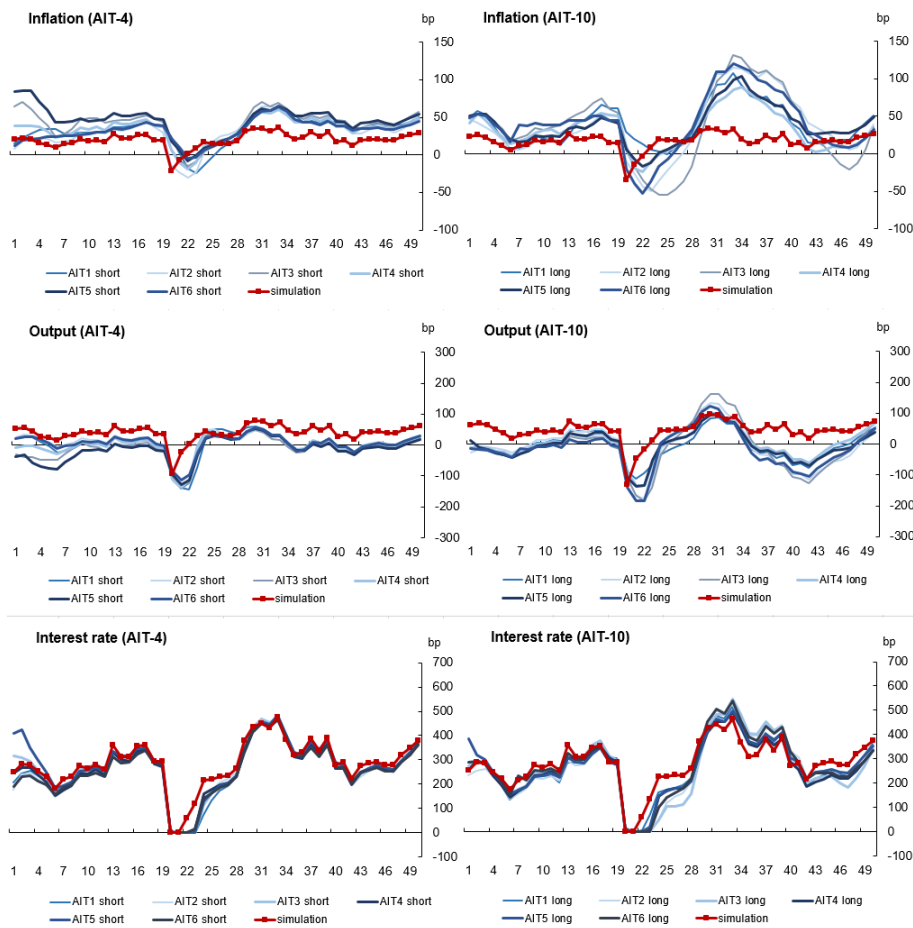 Inflation (AIT-4)
bp
150
100
50
0
-50
-100
1 4 7 10 13 16 19 22 25 28 31 34 37 40 43 46 49
AIT1 short AIT2 short AIT3 short AIT4 short
AIT5 short AIT6 short simulation
Inflation (AIT-10)
bp
150
100
50
0
-50
-100
1 4 7 10 13 16 19 22 25 28 31 34 37 40 43 46 49
AIT1 long AIT2 long AIT3 long AIT4 long
AIT5 long AIT6 long simulation
Output (AIT-4)
bp
300
200
100
0
-100
-200
-300
1 4 7 10 13 16 19 22 25 28 31 34 37 40 43 46 49
AIT1 short AIT2 short AIT3 short AIT4 short
AIT5 short AIT6 short simulation
Output (AIT-10)
bp
300
200
100
0
-100
-200
-300
1 4 7 10 13 16 19 22 25 28 31 34 37 40 43 46 49
AIT1 long AIT2 long AIT3 long AIT4 long
AIT5 long AIT6 long simulation
Interest rate (AIT-4)
bp
700
600
500
400
300
200
100
0
-100
1 4 7 10 13 16 19 22 25 28 31 34 37 40 43 46 49
AIT1 short AIT2 short AIT3 short AIT4 short
AIT5 short AIT6 short simulation
Interest rate (AIT-10)
bp
700
600
500
400
300
200
100
0
-100
1 4 7 10 13 16 19 22 25 28 31 34 37 40 43 46 49
AIT1 long AIT2 long AIT3 long AIT4 long
AIT5 long AIT6 long simulation